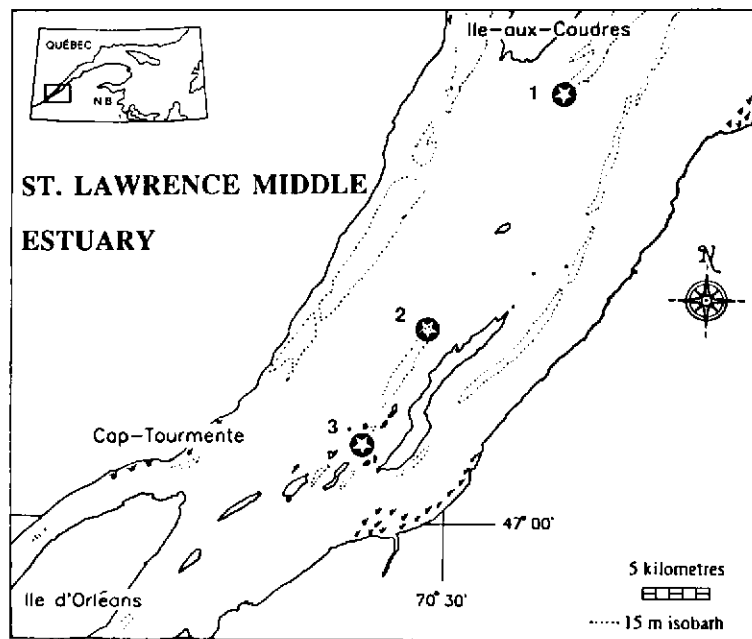 QUÉBEC
NB
Ile-aux-Coudres
1
ST. LAWRENCE MIDDLE
ESTUARY
N
2
3
Cap-Tourmente
47° 00'
Ile d'Orléans
70° 30'
5 kilometres
15 m isobarh